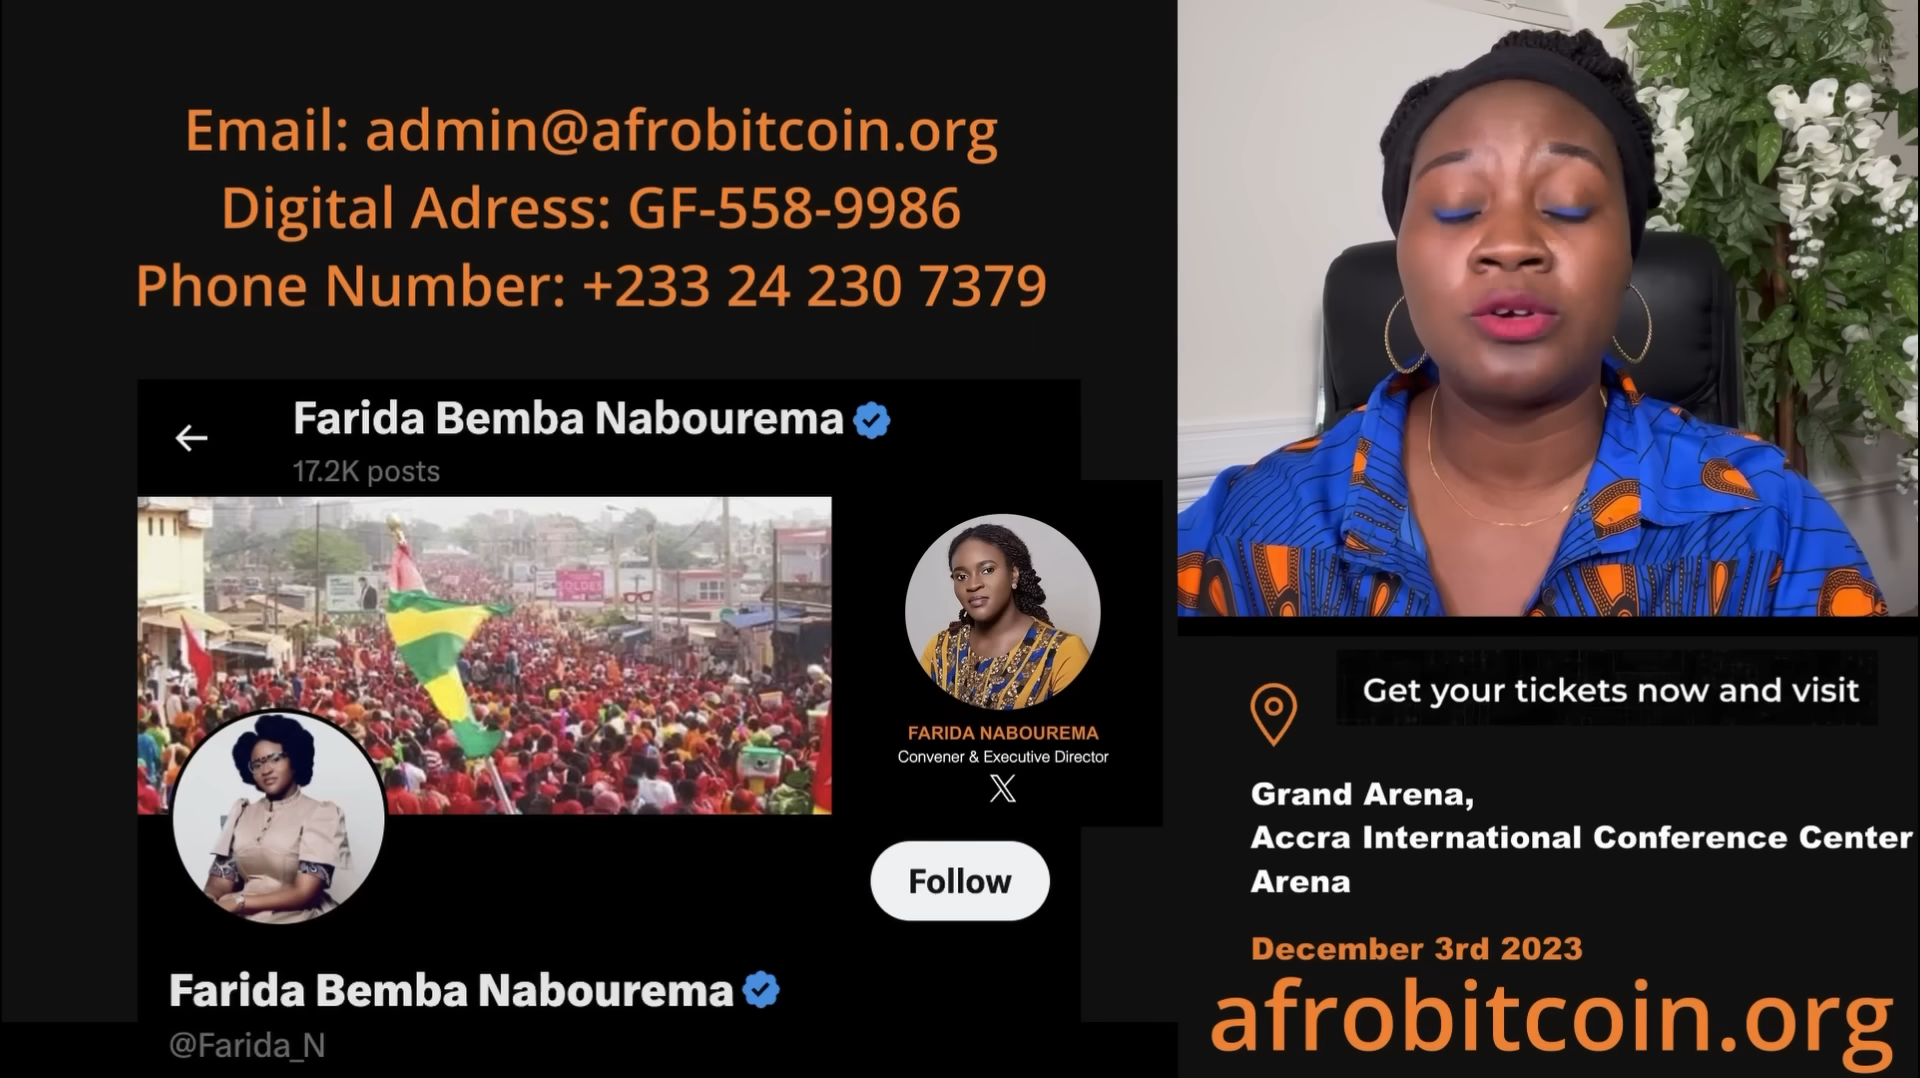 Email: admin@afrobitcoin.org
Digital Adress: GF-558-9986
Phone Number: +233 24 230 7379
Farida Bemba Nabourema
17.2K posts
SOLDES
FARIDA NABOUREMA
Convener & Executive Director
X
Follow
Farida Bemba Nabourema
@Farida_N
Get your tickets now and visit
Grand Arena,
Accra International Conference Center
Arena
December 3rd 2023
afrobitcoin.org